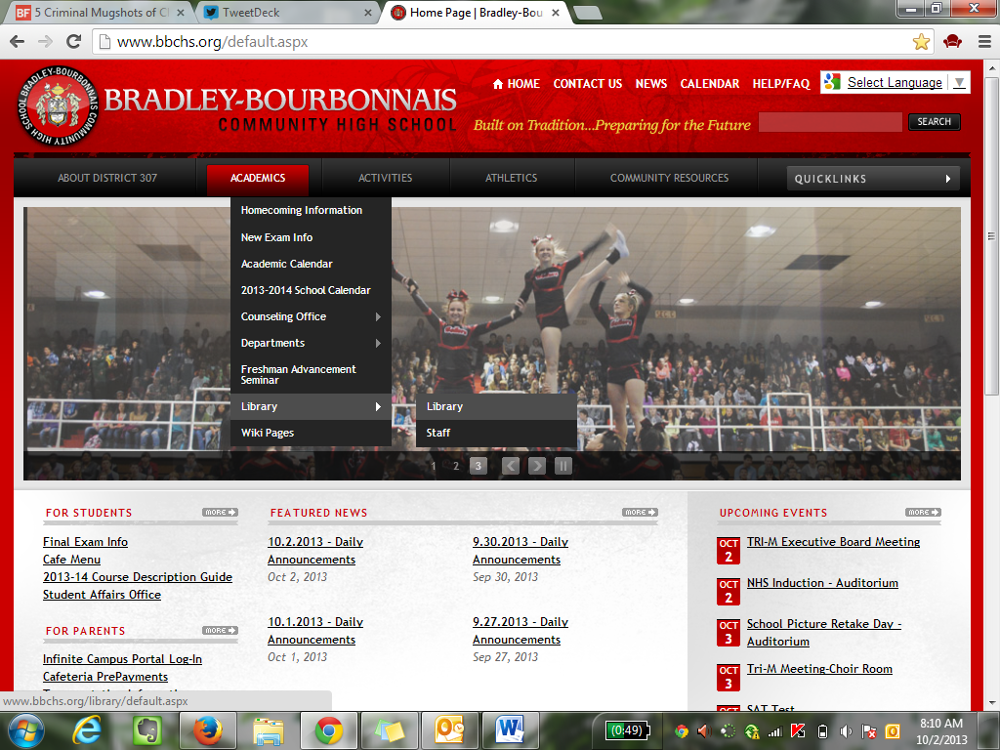 5 Criminal Mugshots of C
TweetDeck
Home Page | Bradley-Bou
www.bbchs.org/default.aspx
HOME CONTACT US NEWS CALENDAR HELP/FAQ Select Language
BRADLEY-BOURBONNAIS
COMMUNITY HIGH SCHOOL
BRADLEY-BOURBONNAIS COMMUNITY HIGH SCHOOL
Built on Tradition...Preparing for the Future
SEARCH
ABOUT DISTRICT 307 ACADEMICS ACTIVITIES ATHLETICS COMMUNITY RESOURCES QUICKLINKS
Homecoming Information
New Exam Info
Academic Calendar
2013-2014 School Calendar
Counseling Office
Departments
Freshman Advancement
Seminar
Library
Wiki Pages
Library
Staff
1 2 3
FOR STUDENTS MORE
Final Exam Info
Cafe Menu
2013-14 Course Description Guide
Student Affairs Office
FOR PARENTS MORE
Infinite Campus Portal Log-In
Cafeteria PrePayments
FEATURED NEWS MORE
10.2.2013 - Daily
Announcements
Oct 2, 2013
9.30.2013 - Daily
Announcements
Sep 30, 2013
10.1.2013 - Daily
Announcements
Oct 1, 2013
9.27.2013 - Daily
Announcements
Sep 27, 2013
UPCOMING EVENTS MORE
OCT
2
TRI-M Executive Board Meeting
OCT
2
NHS Induction - Auditorium
OCT
3
School Picture Retake Day -
Auditorium
OCT
3
Tri-M Meeting-Choir Room
OCT
SAT Test
www.bbchs.org/library/default.aspx
(0:49)
8:10 AM
10/2/2013